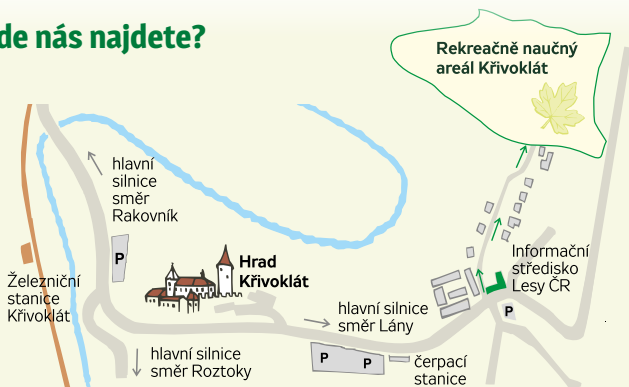 de nás najdete?
Rekreačně naučný
areál Křivoklát
hlavní
silnice
směr
Rakovník
P
Hrad
Křivoklát
Železniční
stanice
Křivoklát
Informační
středisko
Lesy ČR
P
hlavní silnice
směr Lány
hlavní silnice
směr Roztoky
P
P
čerpací
stanice